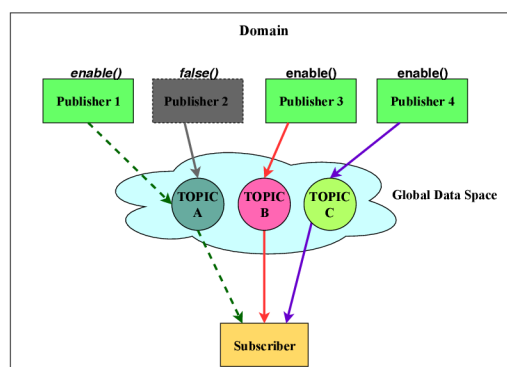 Domain
enable()
false()
enable()
enable()
Publisher 1
Publisher 2
Publisher 3
Publisher 4
TOPIC
A
TOPIC
B
TOPIC
C
Global Data Space
Subscriber